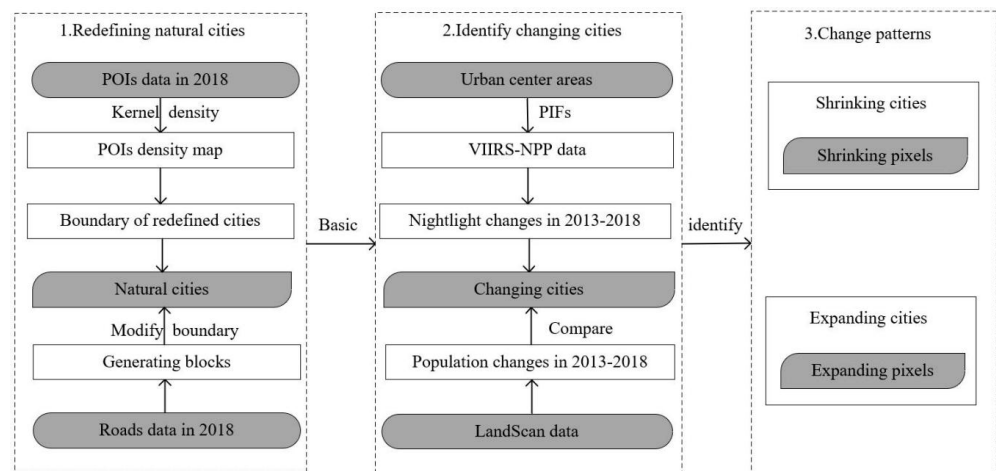 1.Redefining natural cities
POIs data in 2018
Kernel density
POIs density map
Boundary of redefined cities
Natural cities
Modify boundary
Generating blocks
Roads data in 2018
Basic
2.Identify changing cities
Urban center areas
PIFs
VIIRS-NPP data
Nightlight changes in 2013-2018
Changing cities
Compare
Population changes in 2013-2018
LandScan data
identify
3.Change patterns
Shrinking cities
Shrinking pixels
Expanding cities
Expanding pixels